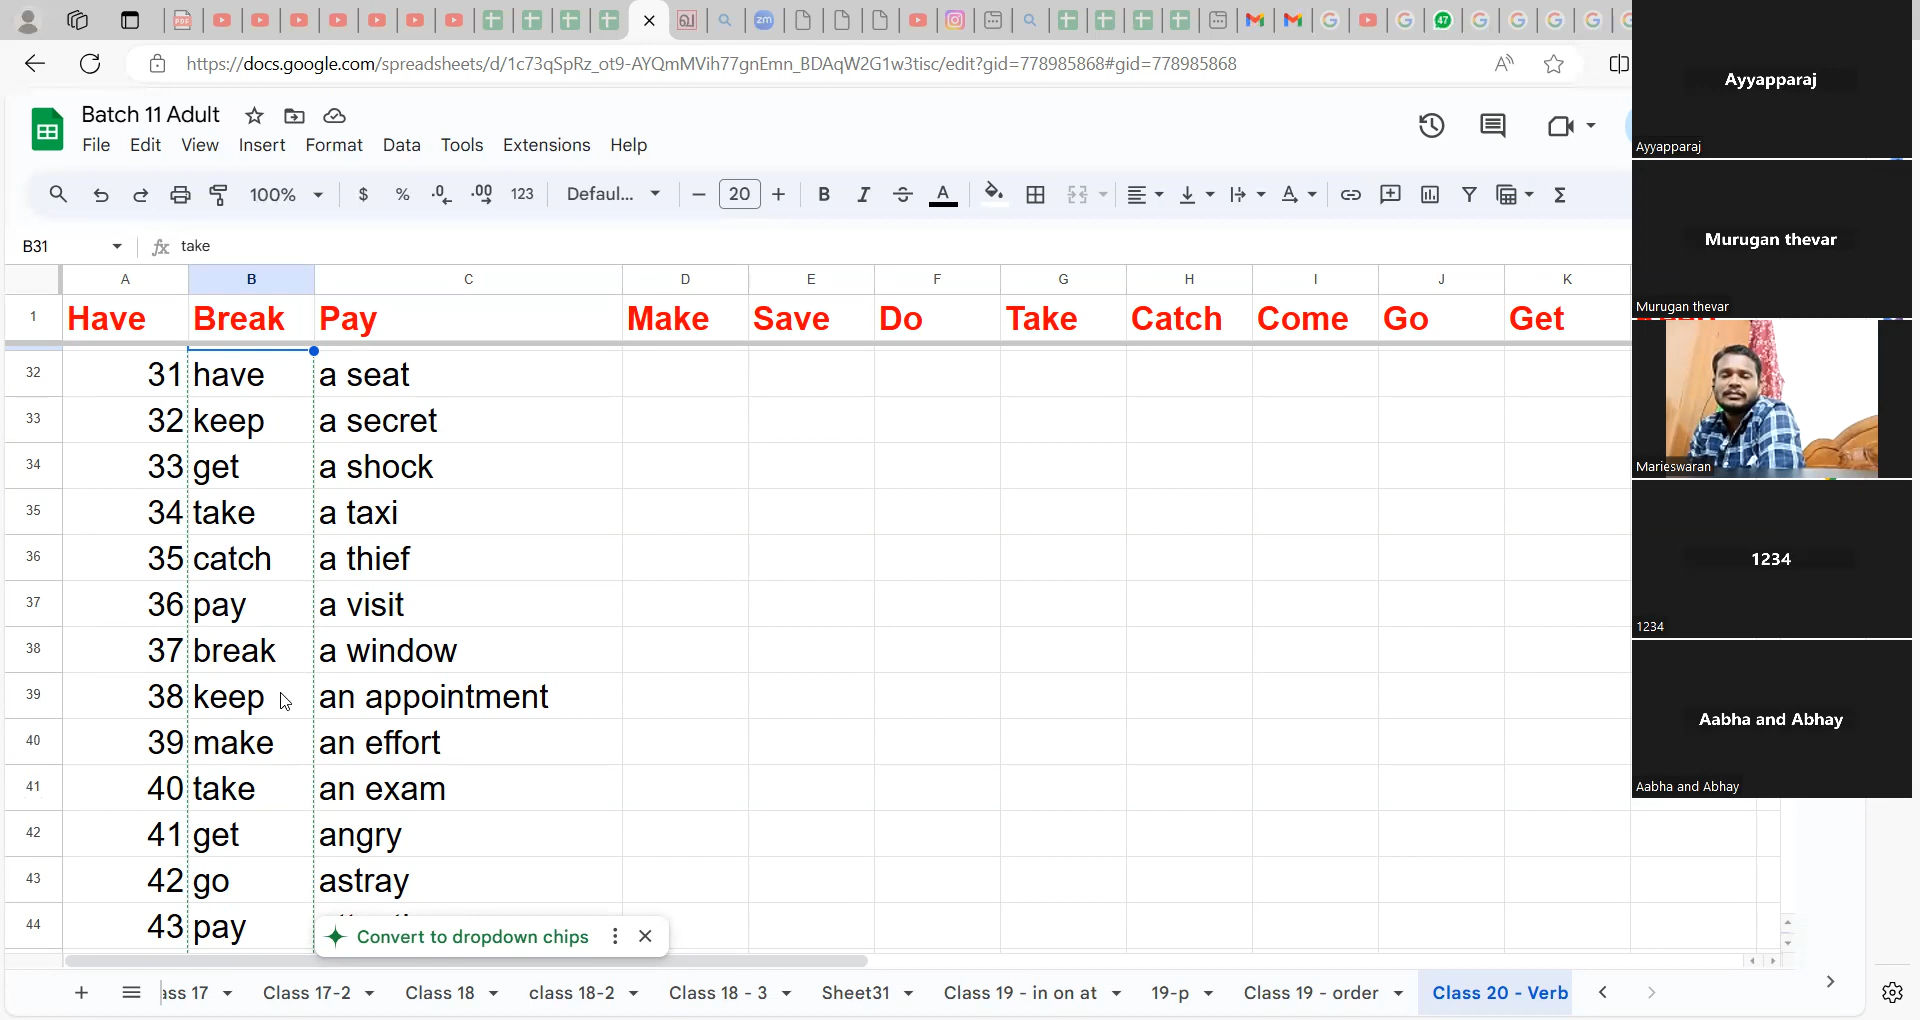 https://docs.google.com/spreadsheets/d/1c73qSpRz_ot9-AYQmMVih77gnEmn_BDAqW2G1w3tisc/edit?gid=778985868#gid=778985868
Batch 11 Adult
File Edit View Insert Format Data Tools Extensions Help
100% $ % .0 .00 123 Defaul... 20
B31 take
A B C D E F G H I J K
1 Have Break Pay Make Save Do Take Catch Come Go Get
32 31 have a seat
33 32 keep a secret
34 33 get a shock
35 34 take a taxi
36 35 catch a thief
37 36 pay a visit
38 37 break a window
39 38 keep an appointment
40 39 make an effort
41 40 take an exam
42 41 get angry
43 42 go astray
44 43 pay
Convert to dropdown chips
ass 17 Class 17-2 Class 18 class 18-2 Class 18 - 3 Sheet31 Class 19 - in on at 19-p Class 19 - order Class 20 - Verb
Ayyapparaj
Ayyapparaj
Murugan thevar
Murugan thevar
Marieswaran
1234
1234
Aabha and Abhay
Aabha and Abhay